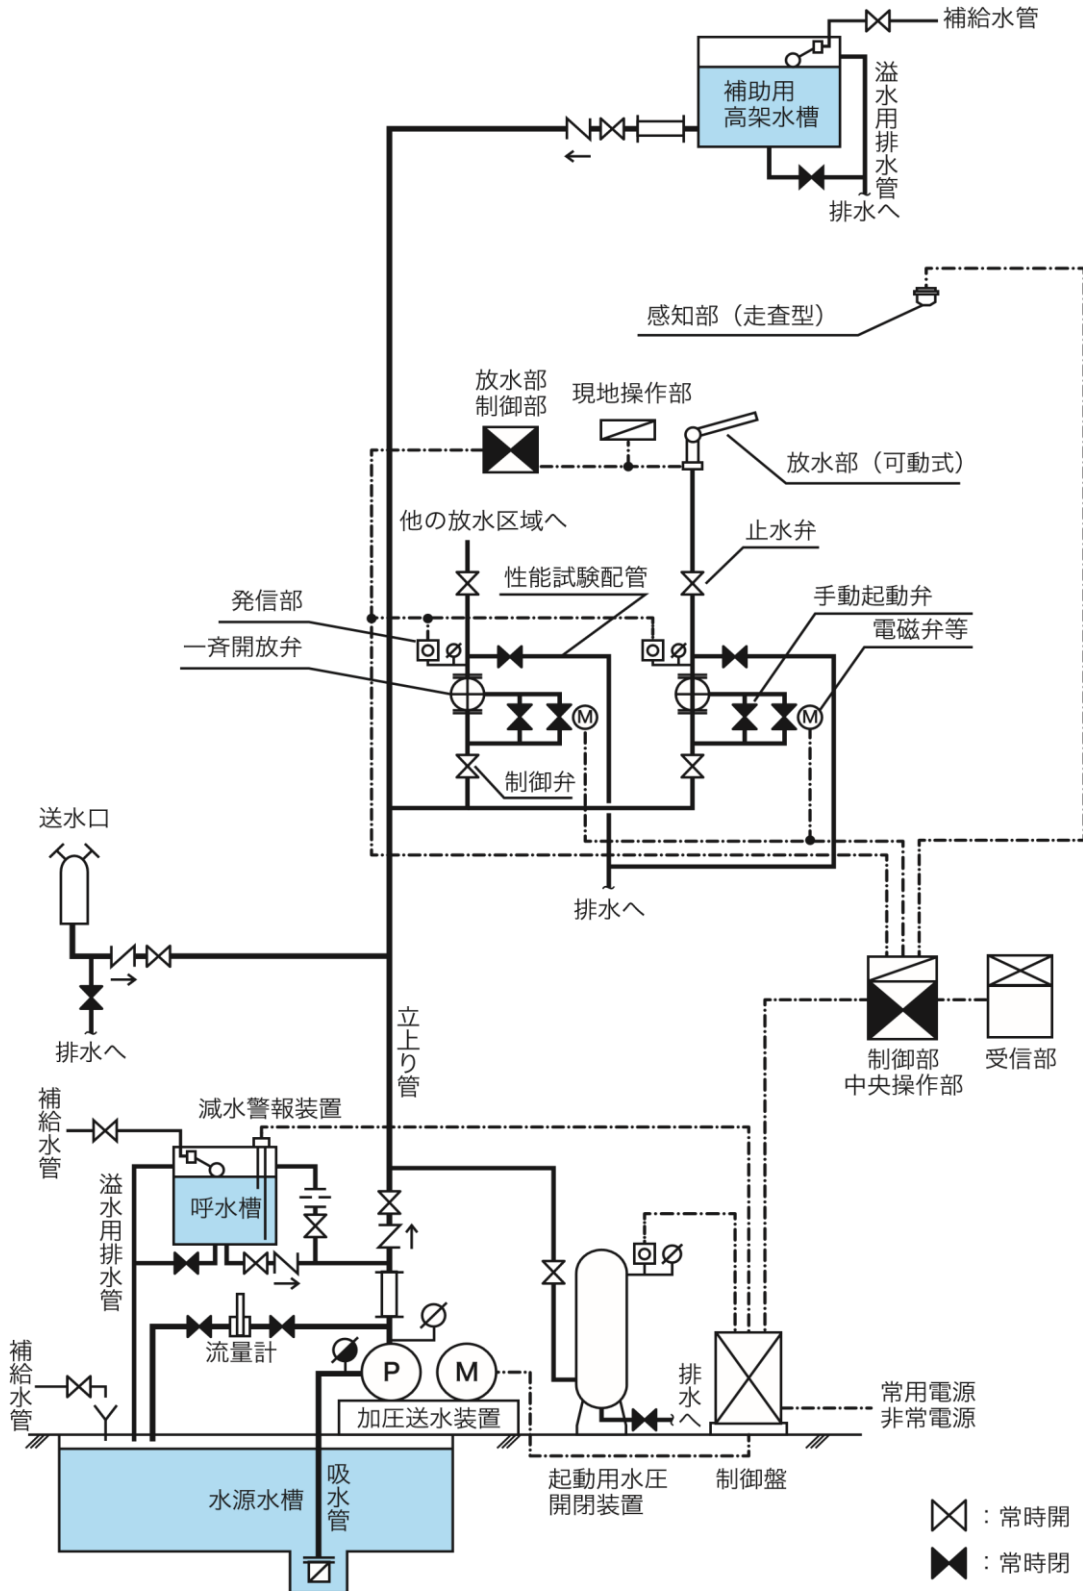 補給水管
補助用
高架水槽
溢水用排水管
排水へ
感知部（走査型）
放水部
制御部
現地操作部
放水部（可動式）
他の放水区域へ
止水弁
性能試験配管
手動起動弁
発信部
電磁弁等
一斉開放弁
M
M
制御弁
送水口
排水へ
排水へ
立上り管
制御部
中央操作部
受信部
補給水管
減水警報装置
溢水用排水管
呼水槽
流量計
補給水管
P
M
加圧送水装置
排水へ
常用電源
非常電源
水源水槽
吸水管
起動用水圧
開閉装置
制御盤
：常時開
：常時閉